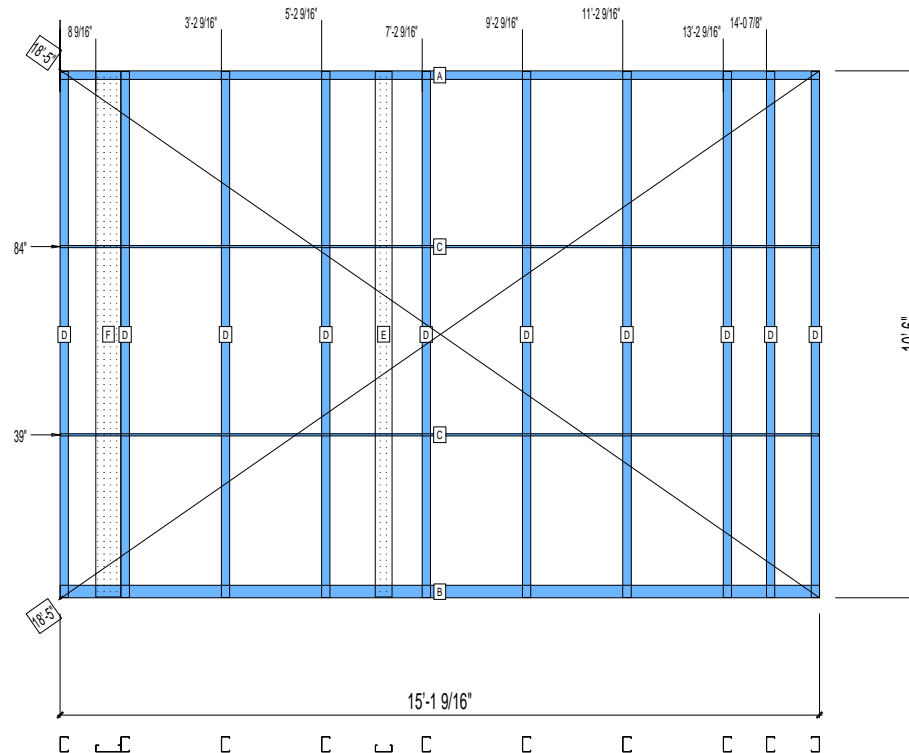 11'-2 9/16"
5'-2 9/16"
14'-0 7/8"
3'-2 9/16"
9'-2 9/16"
8 9/16"
7'-2 9/16"
13'-2 9/16"
18'-5"
A
84"
C
D
F
D
D
D
E
D
D
D
D
D
D
39"
C
B
18'-5"
15'-1 9/16"